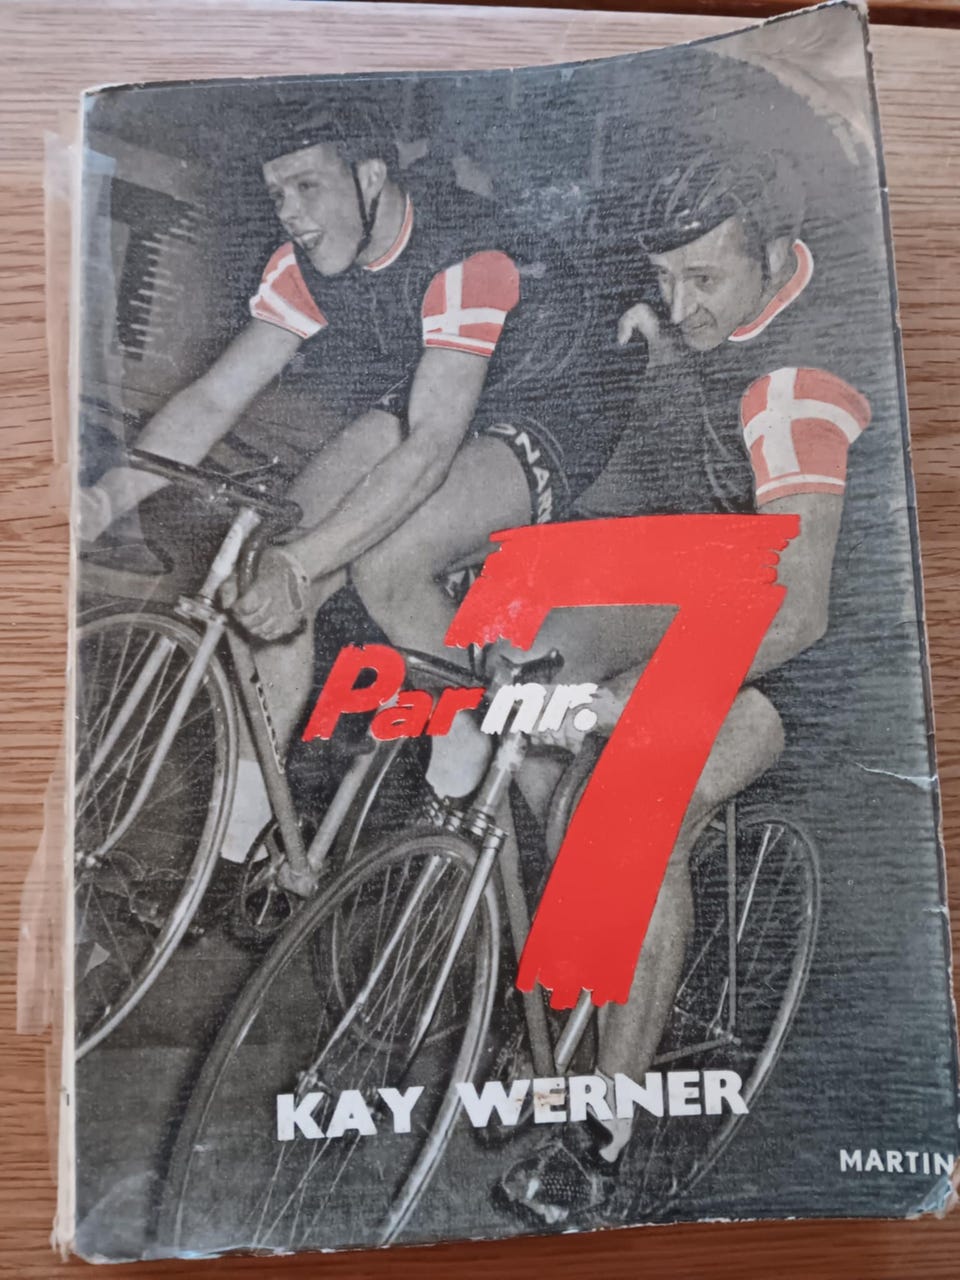 7
Par nr.
KAY WERNER
MARTIN